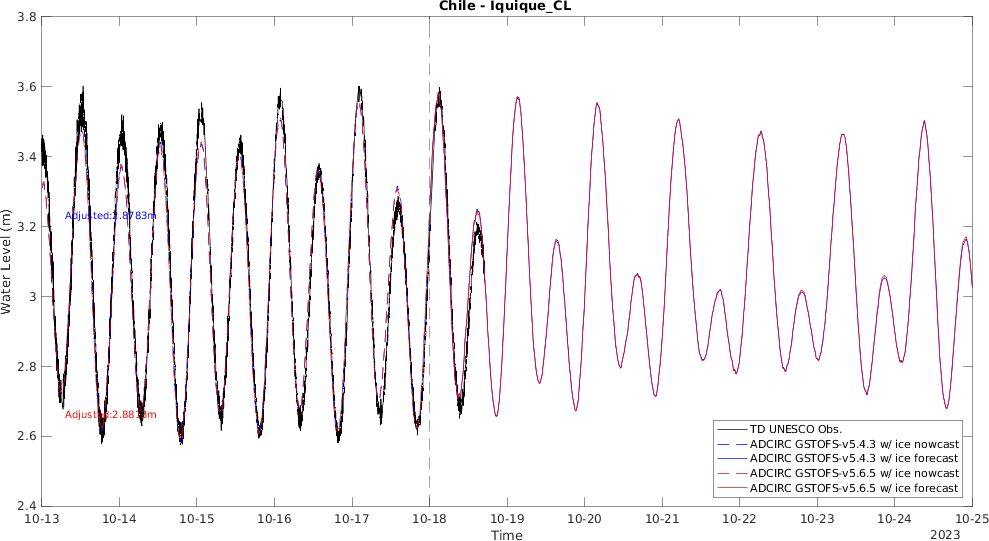 Chile - Iquique_CL
Water Level (m)
3.8
3.6
3.4
3.2
3
2.8
2.6
2.4
Adjusted:2.8783m
TD UNESCO Obs.
ADCIRC GSTOFS-v5.4.3 w/ ice nowcast
ADCIRC GSTOFS-v5.4.3 w/ ice forecast
ADCIRC GSTOFS-v5.6.5 w/ ice nowcast
ADCIRC GSTOFS-v5.6.5 w/ ice forecast
10-13 10-14 10-15 10-16 10-17 10-18 10-19 10-20 10-21 10-22 10-23 10-24 10-25
Time
2023